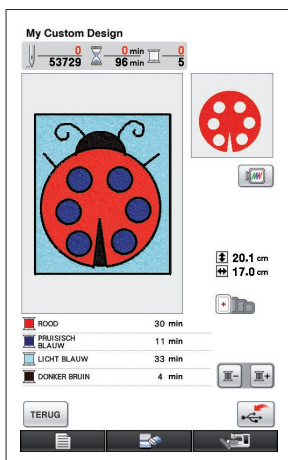 My Custom Design
0 0 min 0
53729 96 min 5
20.1 cm
17.0 cm
ROOD 30 min
PRUISISCH BLAUW 11 min
LICHT BLAUW 33 min
DONKER BRUIN 4 min
TERUG